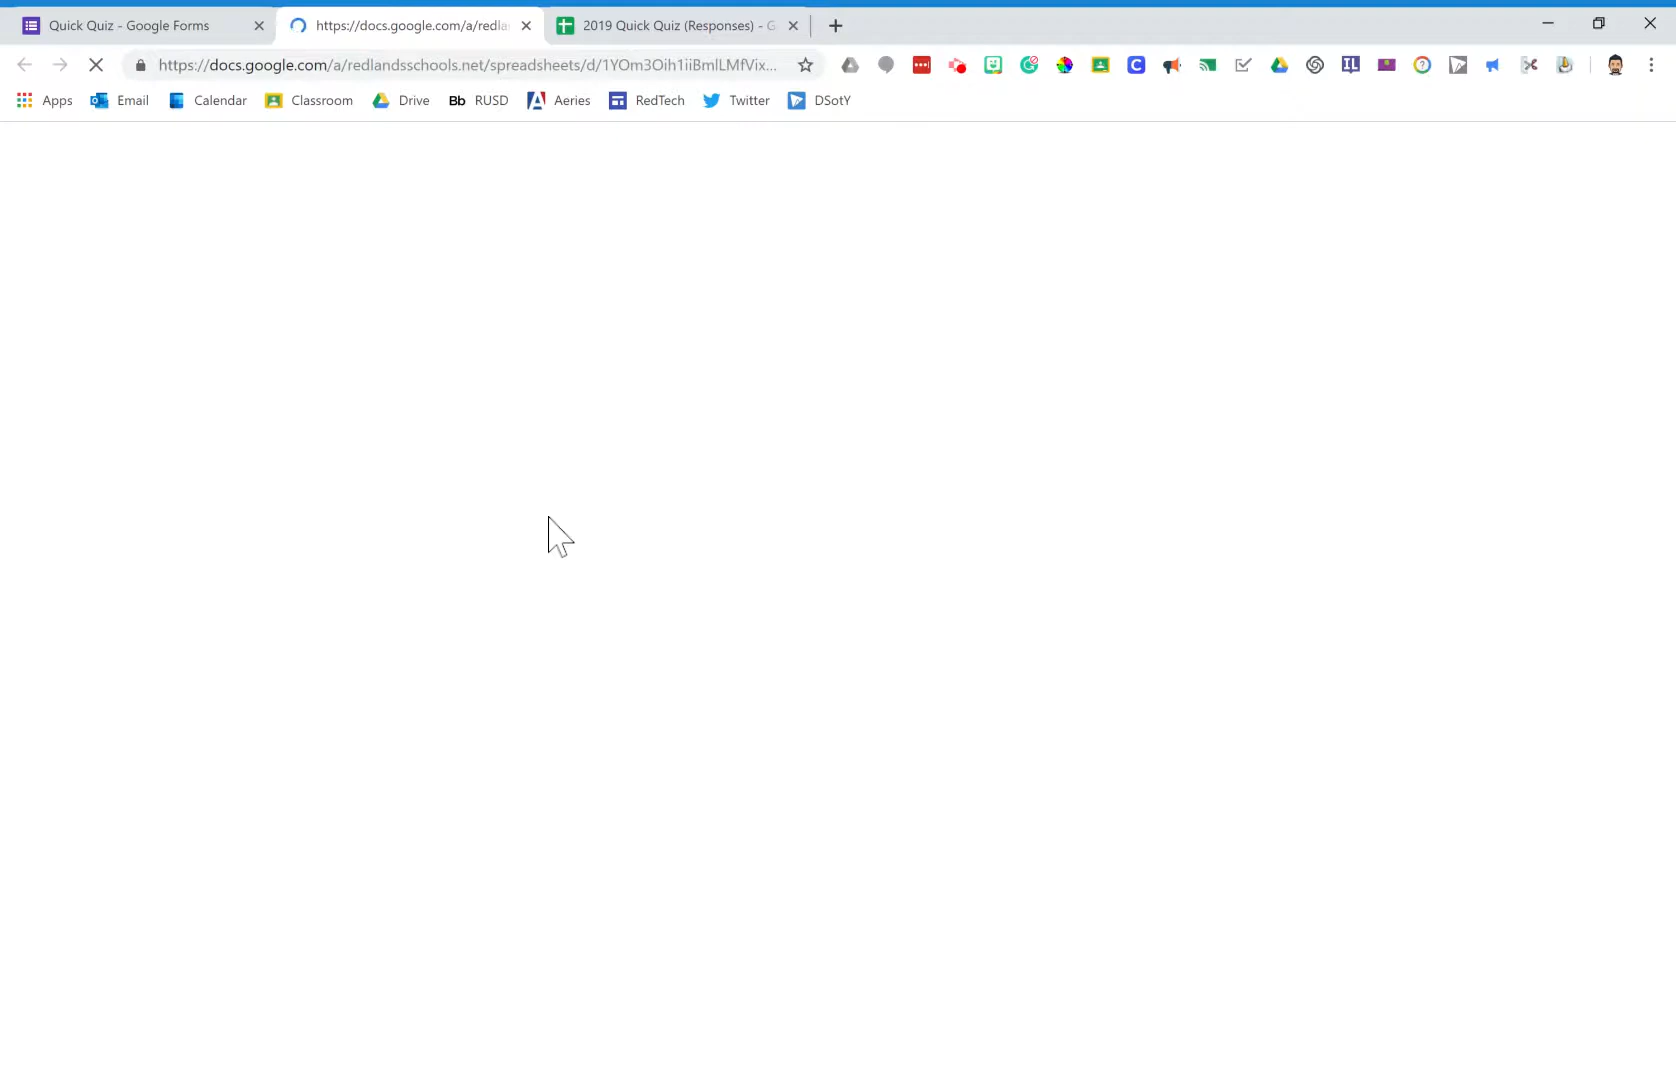 Quick Quiz - Google Forms
https://docs.google.com/a/redla
2019 Quick Quiz (Responses) - G
https://docs.google.com/a/redlandsschools.net/spreadsheets/d/1YOm3Oih1iiBmlLMfVix...
C
IL
Apps
Email
Calendar
Classroom
Drive
Bb RUSD
Aeries
RedTech
Twitter
DSotY